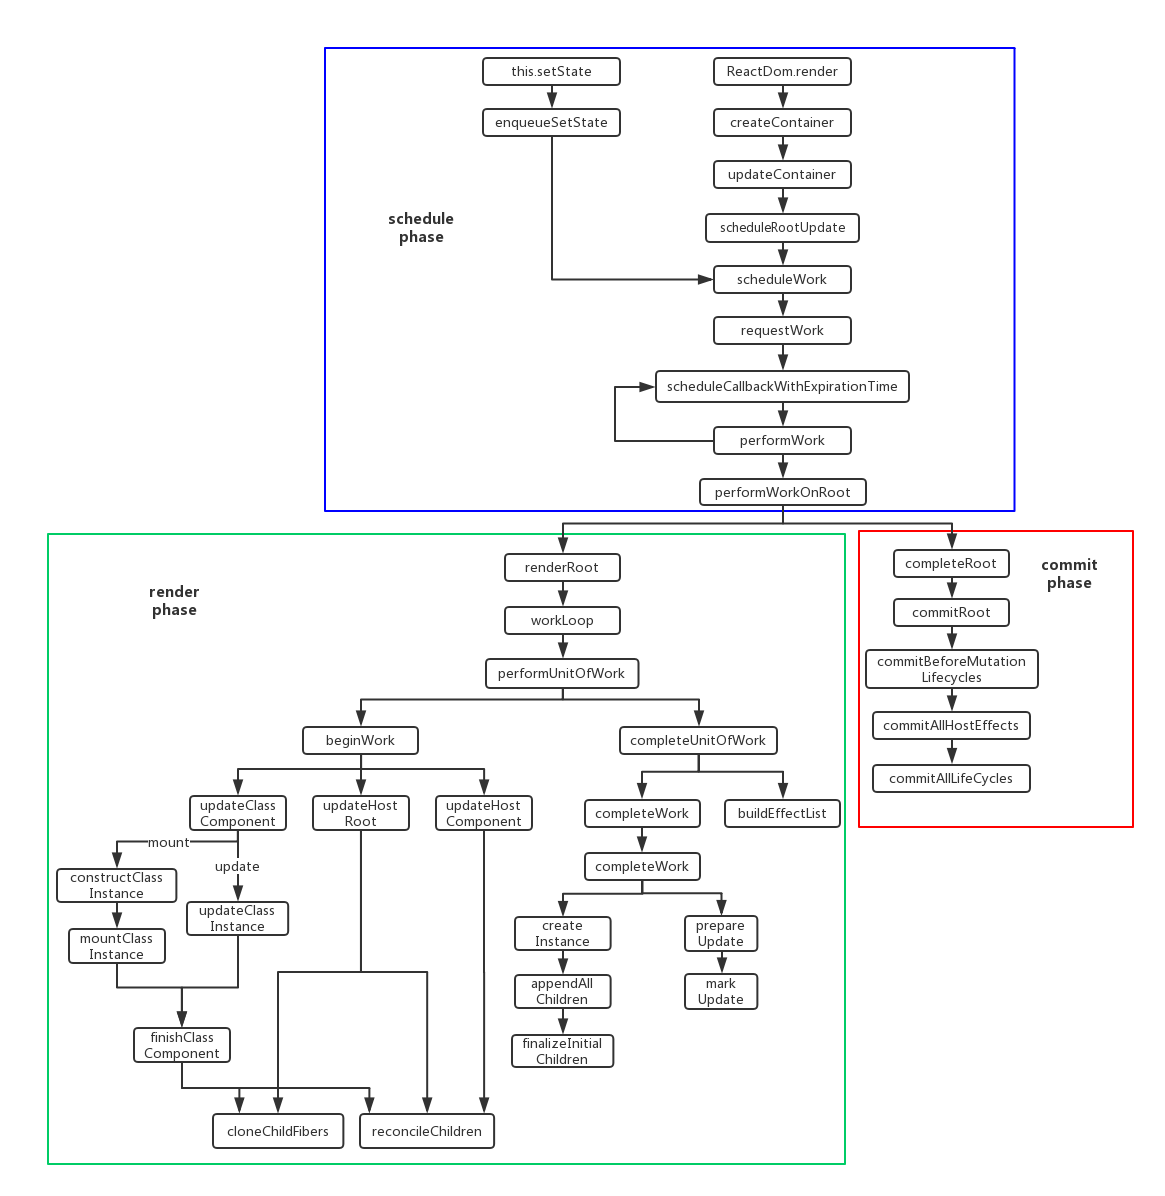 this.setState
ReactDom.render
enqueueSetState
createContainer
updateContainer
schedule
phase
scheduleRootUpdate
scheduleWork
requestWork
scheduleCallbackWithExpirationTime
performWork
performWorkOnRoot
render
phase
renderRoot
workLoop
performUnitOfWork
beginWork
completeUnitOfWork
updateClass
Component
updateHost
Root
updateHost
Component
completeWork
buildEffectList
mount
update
completeWork
constructClass
Instance
updateClass
Instance
mountClass
Instance
create
Instance
prepare
Update
appendAll
Children
mark
Update
finishClass
Component
finalizeInitial
Children
cloneChildFibers
reconcileChildren
commit
phase
completeRoot
commitRoot
commitBeforeMutation
Lifecycles
commitAllHostEffects
commitAllLifeCycles